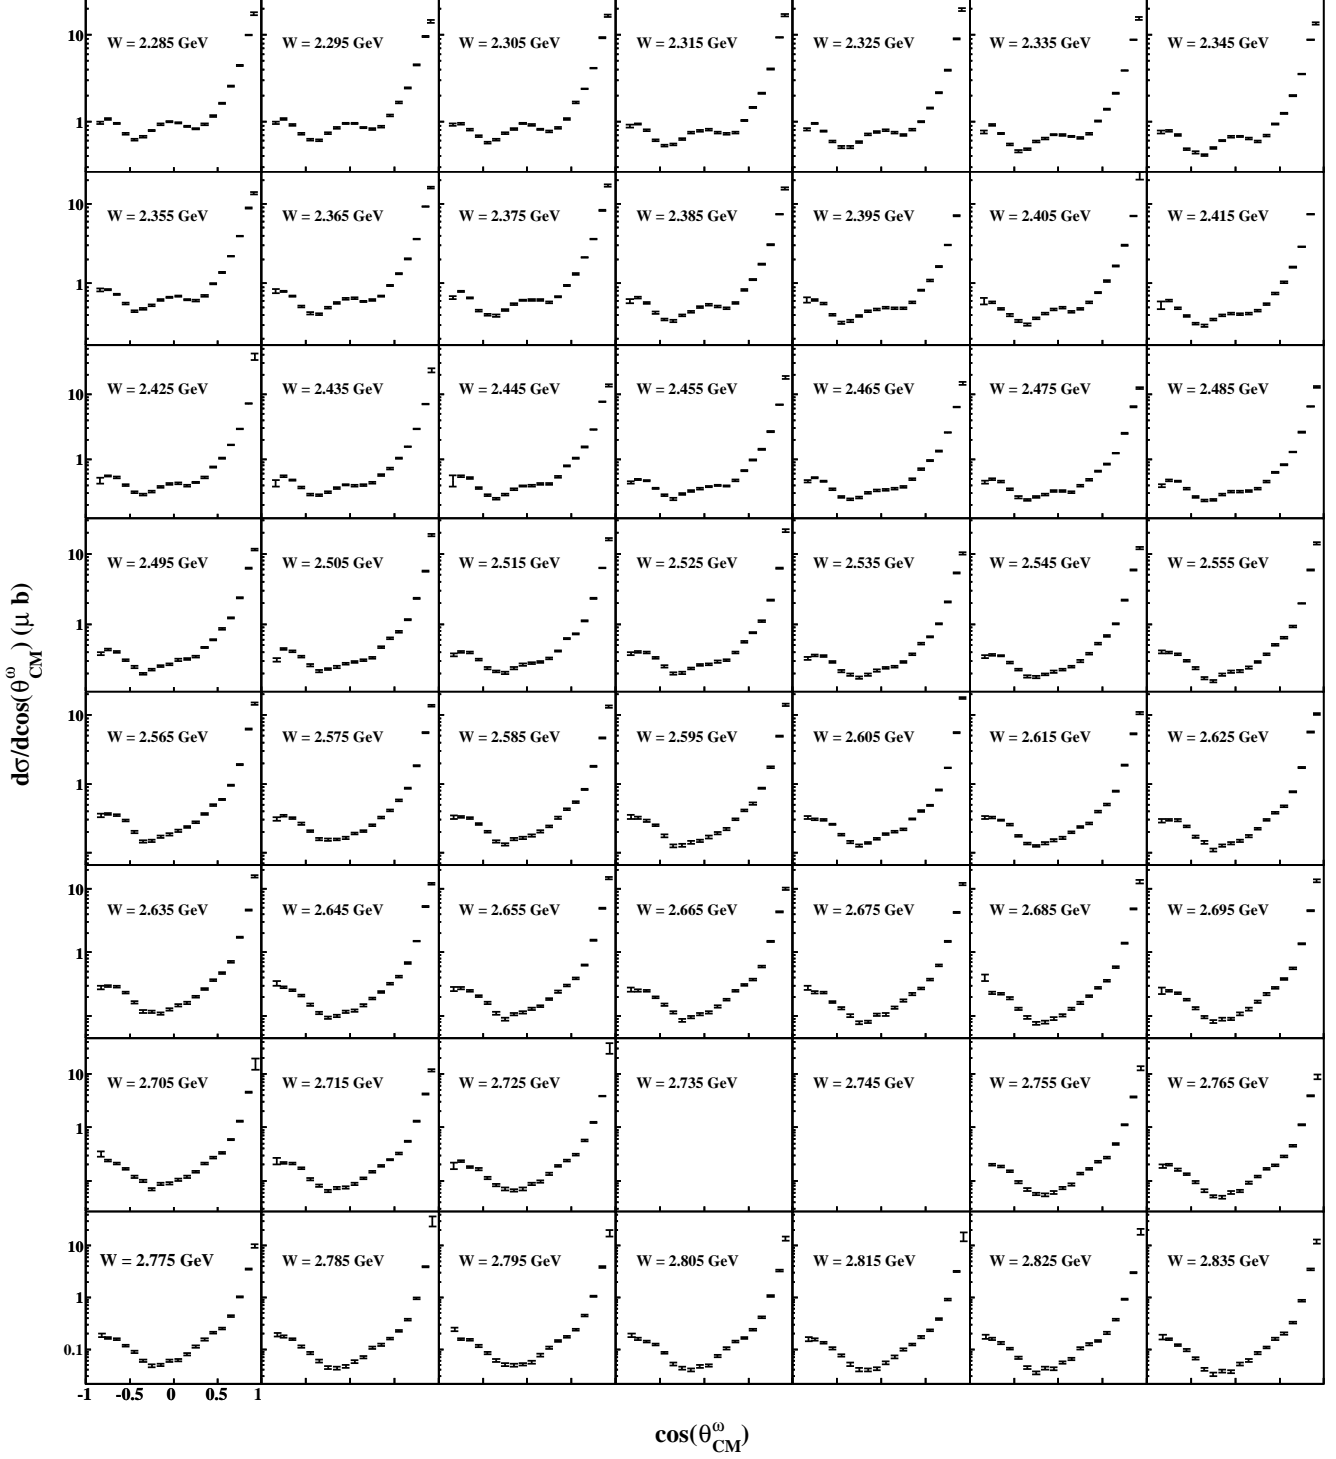 10
1
W = 2.285 GeV
W = 2.295 GeV
W = 2.305 GeV
W = 2.315 GeV
W = 2.325 GeV
W = 2.335 GeV
W = 2.345 GeV
10
1
W = 2.355 GeV
W = 2.365 GeV
W = 2.375 GeV
W = 2.385 GeV
W = 2.395 GeV
W = 2.405 GeV
W = 2.415 GeV
10
1
W = 2.425 GeV
W = 2.435 GeV
W = 2.445 GeV
W = 2.455 GeV
W = 2.465 GeV
W = 2.475 GeV
W = 2.485 GeV
10
1
W = 2.495 GeV
W = 2.505 GeV
W = 2.515 GeV
W = 2.525 GeV
W = 2.535 GeV
W = 2.545 GeV
W = 2.555 GeV
dσ/dcos(θ^ω_CM) (μ b)
10
1
W = 2.565 GeV
W = 2.575 GeV
W = 2.585 GeV
W = 2.595 GeV
W = 2.605 GeV
W = 2.615 GeV
W = 2.625 GeV
10
1
W = 2.635 GeV
W = 2.645 GeV
W = 2.655 GeV
W = 2.665 GeV
W = 2.675 GeV
W = 2.685 GeV
W = 2.695 GeV
10
1
W = 2.705 GeV
W = 2.715 GeV
W = 2.725 GeV
W = 2.735 GeV
W = 2.745 GeV
W = 2.755 GeV
W = 2.765 GeV
10
1
0.1
W = 2.775 GeV
W = 2.785 GeV
W = 2.795 GeV
W = 2.805 GeV
W = 2.815 GeV
W = 2.825 GeV
W = 2.835 GeV
-1 -0.5 0 0.5 1
cos(θ^ω_CM)